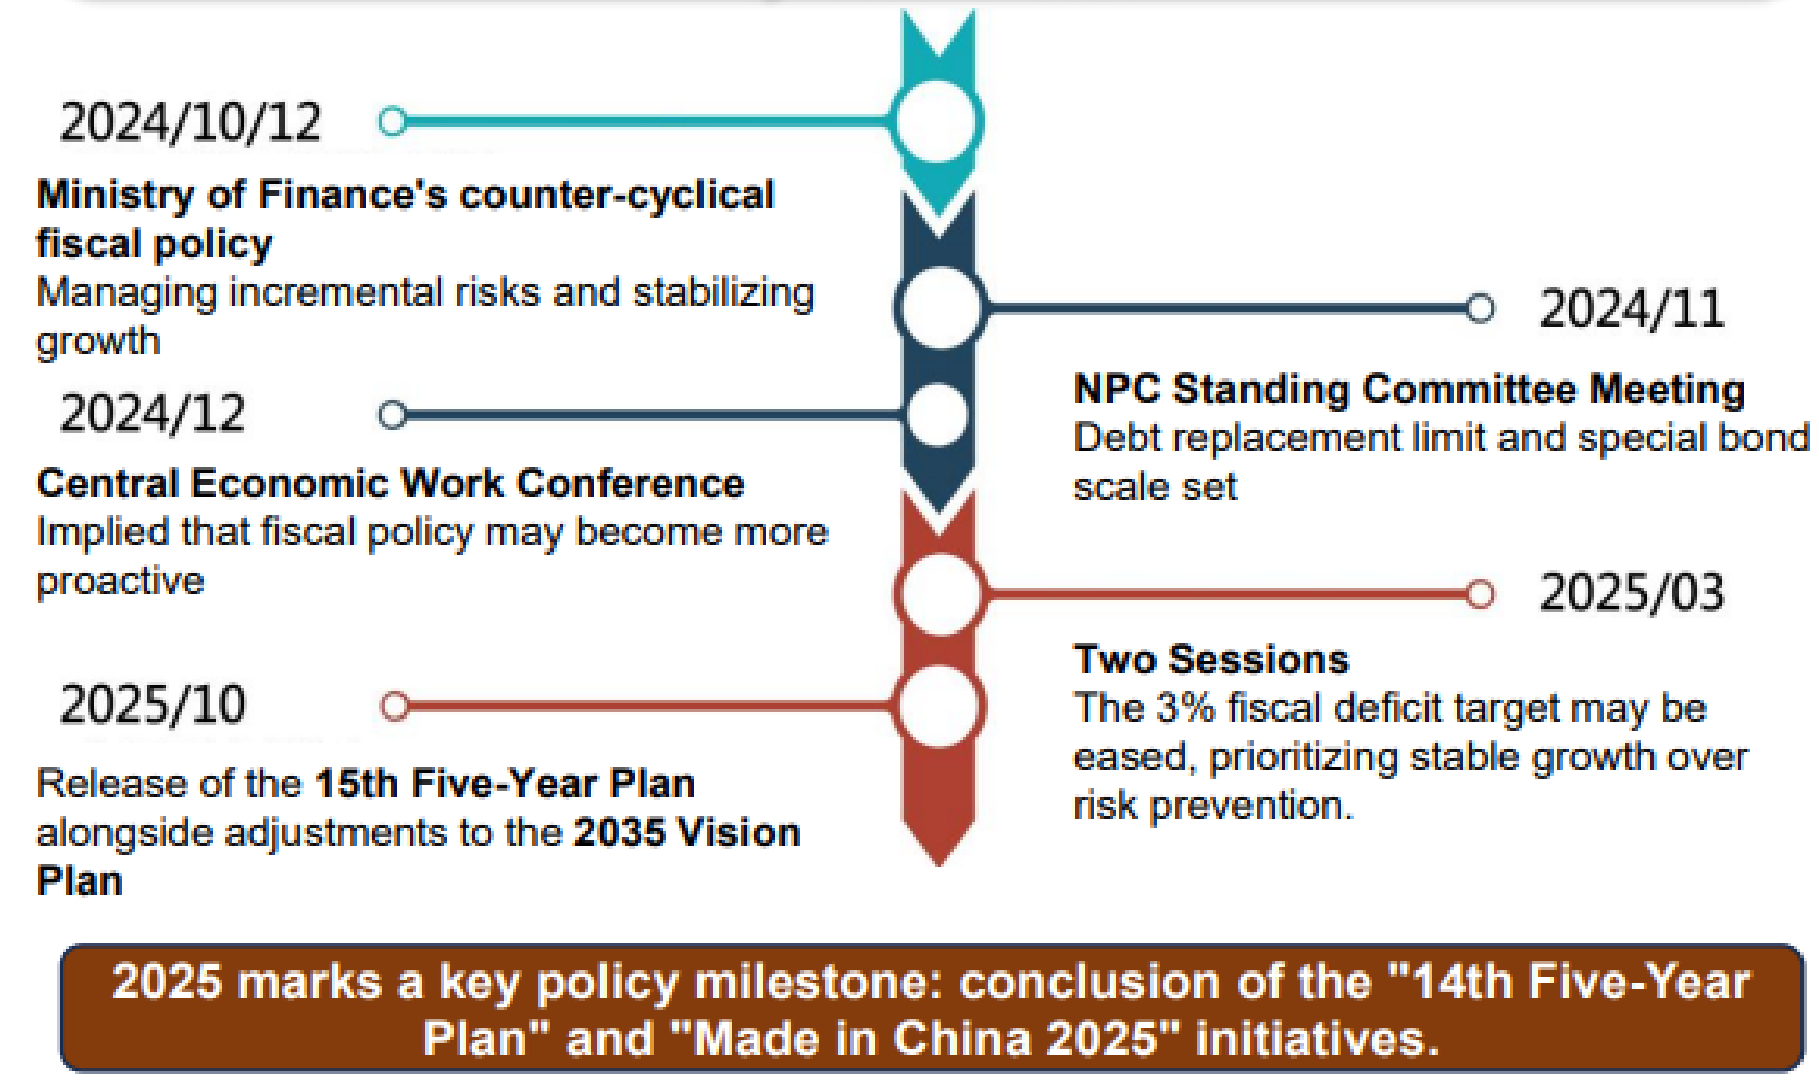 2024/10/12
Ministry of Finance's counter-cyclical
fiscal policy
Managing incremental risks and stabilizing
growth
2024/11
NPC Standing Committee Meeting
Debt replacement limit and special bond
scale set
2024/12
Central Economic Work Conference
Implied that fiscal policy may become more
proactive
2025/03
Two Sessions
The 3% fiscal deficit target may be
eased, prioritizing stable growth over
risk prevention.
2025/10
Release of the 15th Five-Year Plan
alongside adjustments to the 2035 Vision
Plan
2025 marks a key policy milestone: conclusion of the "14th Five-Year
Plan" and "Made in China 2025" initiatives.